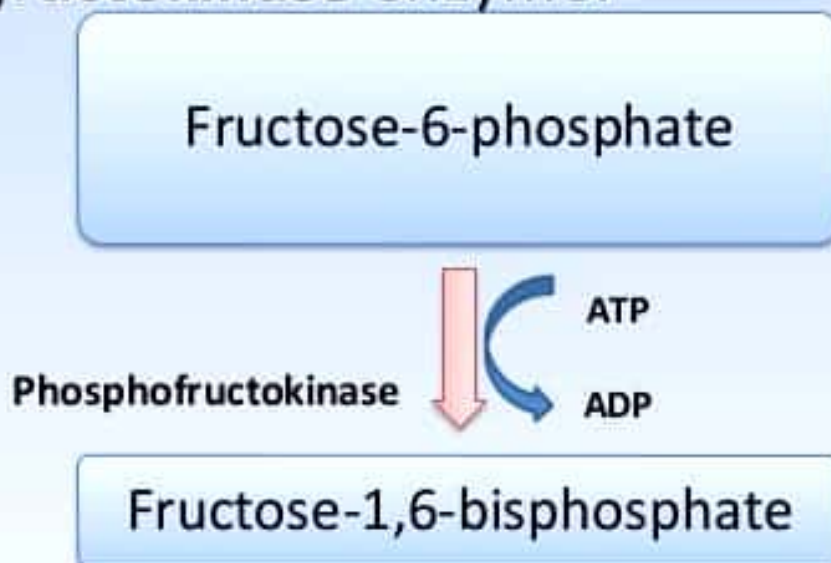 Fructose-6-phosphate
ATP
Phosphofructokinase
ADP
Fructose-1,6-bisphosphate